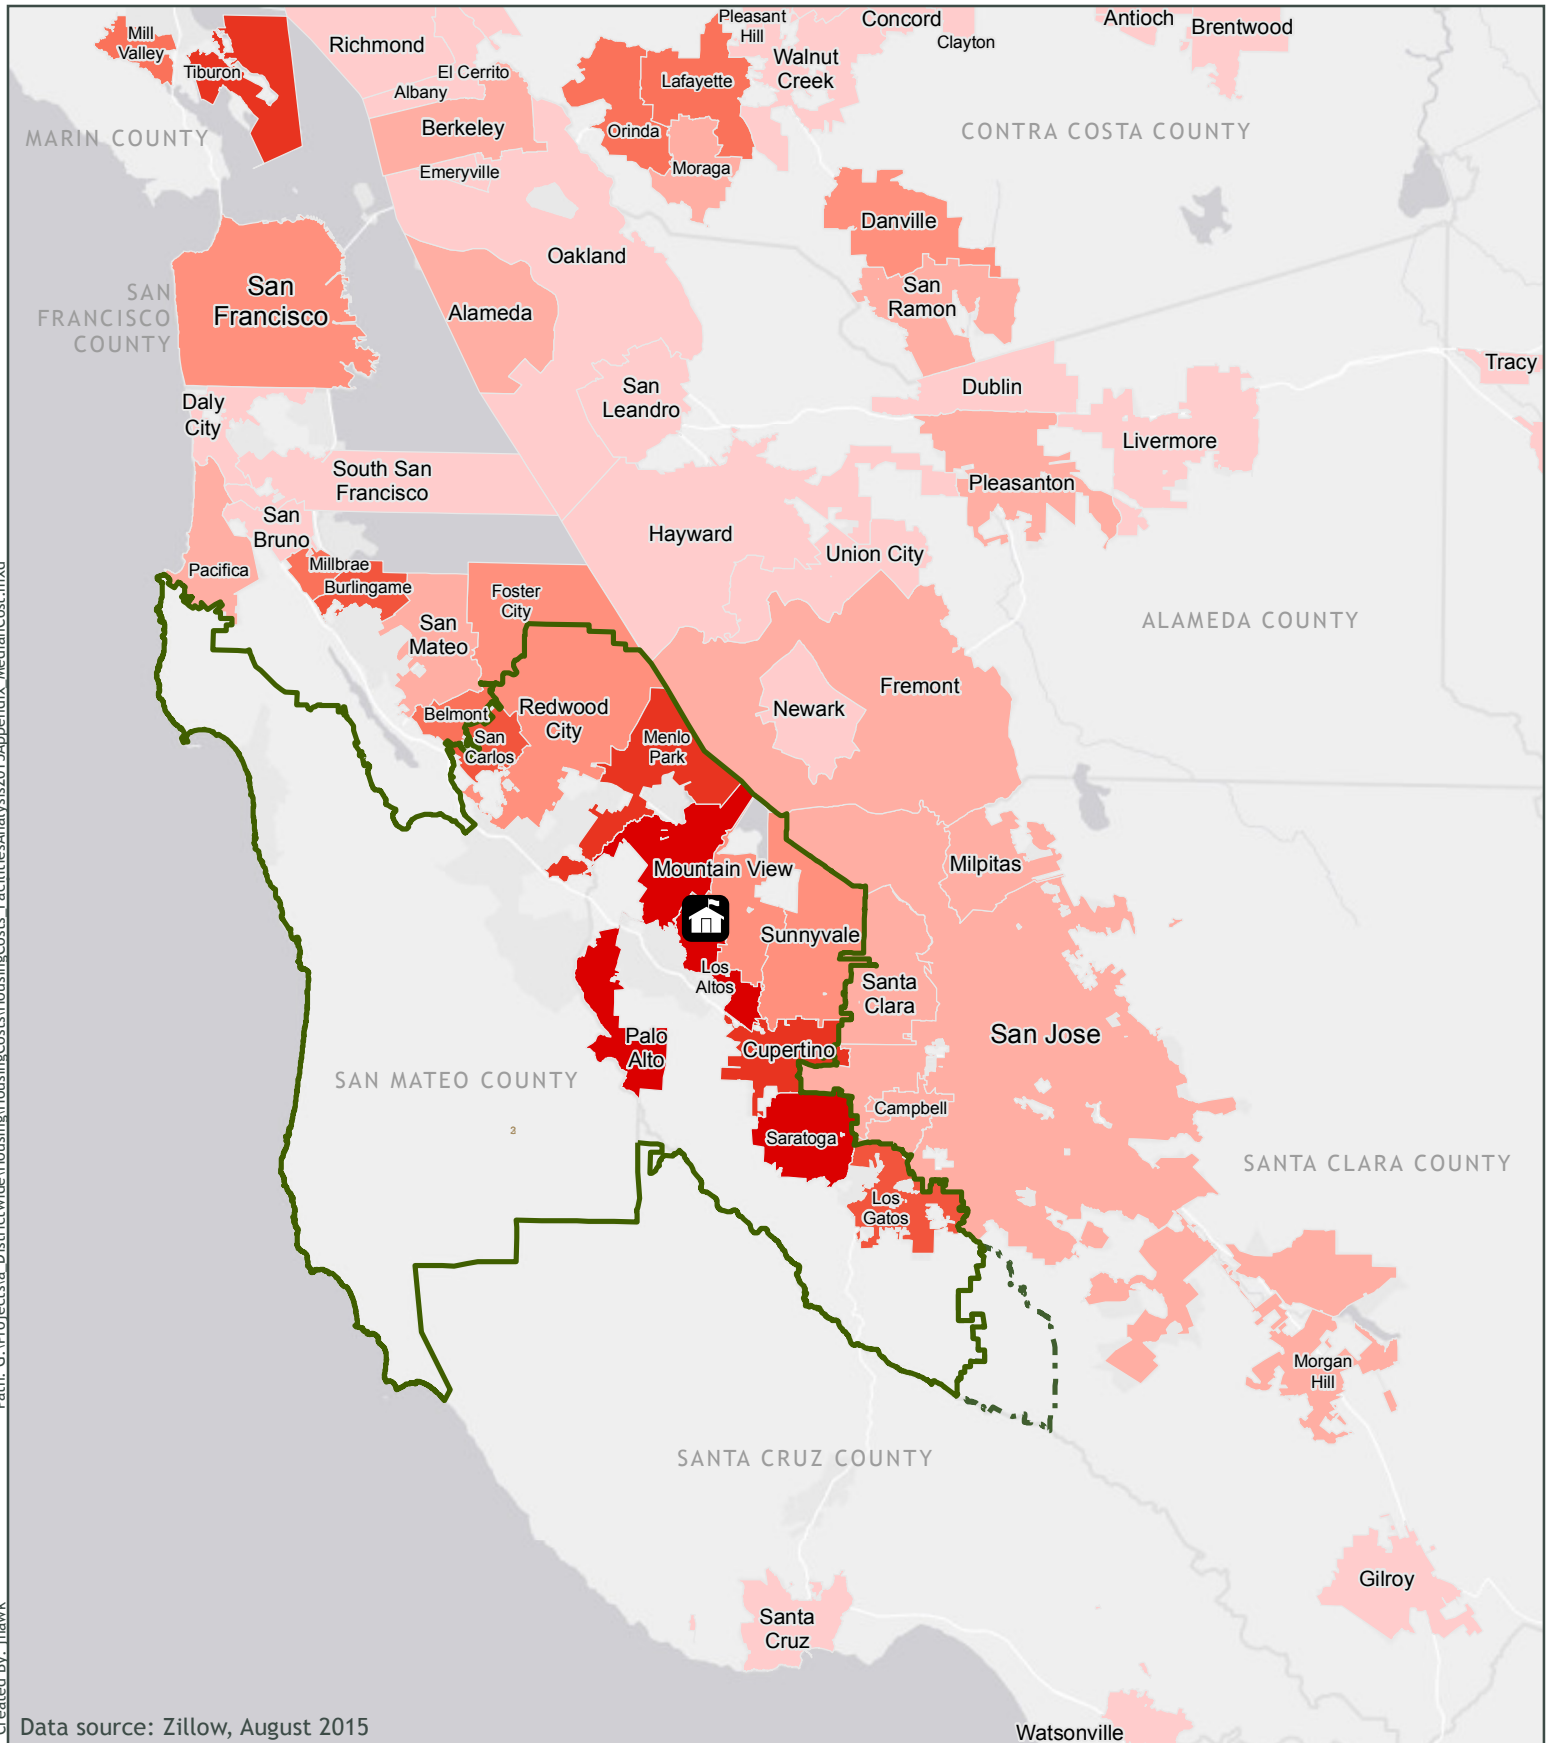 Pleasant
Hill
Concord
Clayton
Antioch
Brentwood
Mill
Valley
Tiburon
Richmond
El Cerrito
Albany
Lafayette
Walnut
Creek
MARIN COUNTY
Berkeley
Orinda
CONTRA COSTA COUNTY
Emeryville
Moraga
Danville
Oakland
San
Francisco
SAN
FRANCISCO
COUNTY
Alameda
San
Ramon
Tracy
Daly
City
San
Leandro
Dublin
Livermore
South San
Francisco
Pleasanton
San
Bruno
Hayward
Union City
Pacifica
Millbrae
Burlingame
Foster
City
San
Mateo
ALAMEDA COUNTY
Fremont
Newark
Belmont
Redwood
City
San
Carlos
Menlo
Park
Mountain View
Milpitas
Sunnyvale
Los
Altos
Santa
Clara
Palo
Alto
Cupertino
San Jose
SAN MATEO COUNTY
Campbell
Saratoga
SANTA CLARA COUNTY
Los
Gatos
Morgan
Hill
SANTA CRUZ COUNTY
Gilroy
Santa
Cruz
Watsonville
Data source: Zillow, August 2015